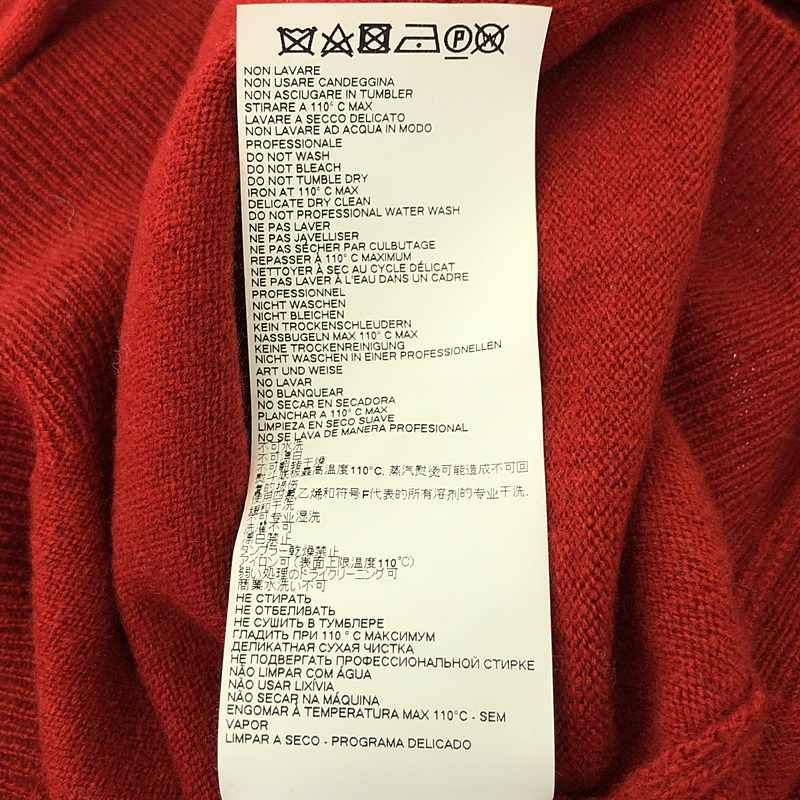 NON LAVARE
NON USARE CANDEGGINA
NON ASCIUGARE IN TUMBLER
STIRARE A 110° C MAX
LAVARE A SECCO DELICATO
NON LAVARE AD ACQUA IN MODO
PROFESSIONALE
DO NOT WASH
DO NOT BLEACH
DO NOT TUMBLE DRY
IRON AT 110° C MAX
DELICATE DRY CLEAN
DO NOT PROFESSIONAL WATER WASH
NE PAS LAVER
NE PAS JAVELLISER
NE PAS SÉCHER PAR CULBUTAGE
REPASSER À 110° C MAXIMUM
NETTOYER À SEC AU CYCLE DÉLICAT
NE PAS LAVER À L'EAU DANS UN CADRE
PROFESSIONNEL
NICHT WASCHEN
NICHT BLEICHEN
KEIN TROCKENSCHLEUDERN
NASSBUGELN MAX 110° C MAX
KEINE TROCKENREINIGUNG
NICHT WASCHEN IN EINER PROFESSIONELLEN
ART UND WEISE
NO LAVAR
NO BLANQUEAR
NO SECAR EN SECADORA
PLANCHAR A 110° C MAX
LIMPIEZA EN SECO SUAVE
NO SE LAVA DE MANERA PROFESIONAL
不可水洗
不可漂白
不可翻转干燥
熨斗底板最高温度110°C, 蒸汽熨烫可能造成不可回
使用四氯乙烯和符号F代表的所有溶剂的专业干洗,
缓和干洗
不可专业湿洗
漂白禁止
タンブラー乾燥禁止
アイロン可 (表面上限温度110℃)
弱い処理のドライクリーニング可
商業水洗い不可
НЕ СТИРАТЬ
НЕ ОТБЕЛИВАТЬ
НЕ СУШИТЬ В ТУМБЛЕРЕ
ГЛАДИТЬ ПРИ 110 ° C МАКСИМУМ
ДЕЛИКАТНАЯ СУХАЯ ЧИСТКА
НЕ ПОДВЕРГАТЬ ПРОФЕССИОНАЛЬНОЙ СТИРКЕ
NÃO LIMPAR COM ÁGUA
NÃO USAR LIXÍVIA
NÃO SECAR NA MÁQUINA
ENGOMAR À TEMPERATURA MAX 110°C - SEM
VAPOR
LIMPAR A SECO - PROGRAMA DELICADO